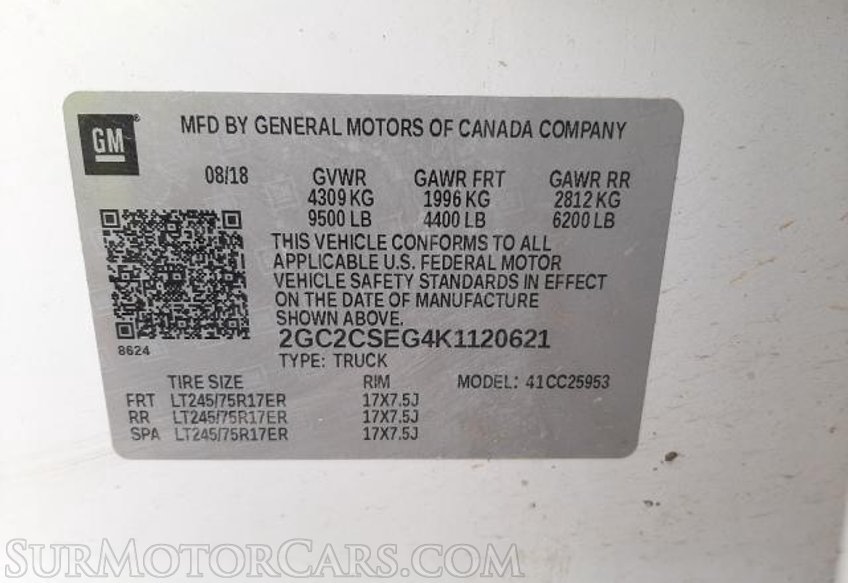 GM ®
MFD BY GENERAL MOTORS OF CANADA COMPANY
08/18 GVWR GAWR FRT GAWR RR
4309 KG 1996 KG 2812 KG
9500 LB 4400 LB 6200 LB
THIS VEHICLE CONFORMS TO ALL
APPLICABLE U.S. FEDERAL MOTOR
VEHICLE SAFETY STANDARDS IN EFFECT
ON THE DATE OF MANUFACTURE
SHOWN ABOVE.
2GC2CSEG4K1120621
8624
TYPE: TRUCK
TIRE SIZE RIM MODEL: 41CC25953
FRT LT245/75R17ER 17X7.5J
RR LT245/75R17ER 17X7.5J
SPA LT245/75R17ER 17X7.5J
SurMotorCars.com